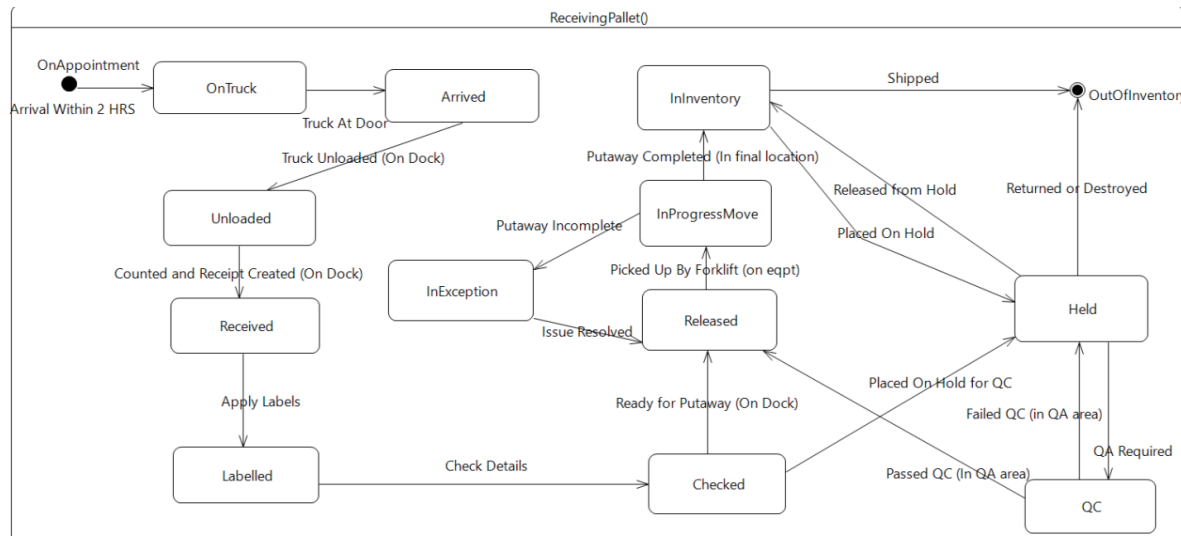 ReceivingPallet()
OnAppointment
Arrival Within 2 HRS
OnTruck
Arrived
Truck At Door
Truck Unloaded (On Dock)
Unloaded
Counted and Receipt Created (On Dock)
Received
Apply Labels
Labelled
Check Details
Checked
Ready for Putaway (On Dock)
Placed On Hold for QC
Released
Picked Up By Forklift (on eqpt)
InProgressMove
Putaway Incomplete
InException
Issue Resolved
Putaway Completed (In final location)
InInventory
Shipped
OutOfInventory
Released from Hold
Placed On Hold
Returned or Destroyed
Held
Failed QC (in QA area)
QA Required
Passed QC (In QA area)
QC